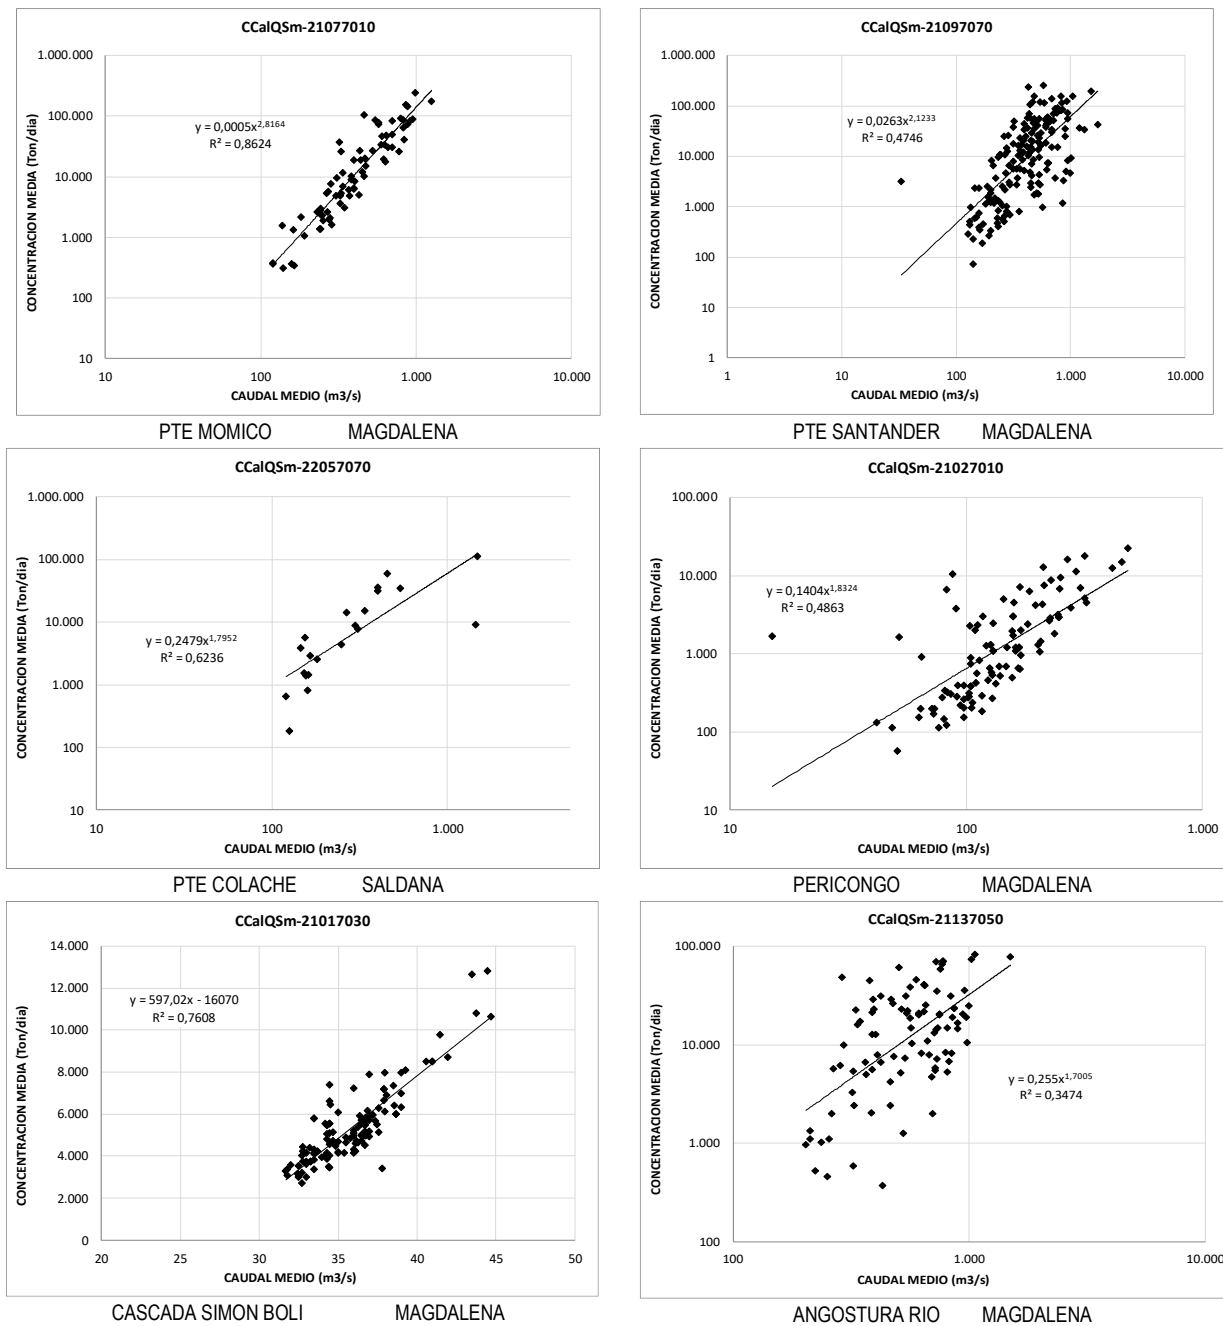 CCalQSm-21077010
CONCENTRACION MEDIA (Ton/dia)
1.000.000
100.000
10.000
1.000
100
10
y = 0,0005x^2,8164
R² = 0,8624
10 100 1.000 10.000
CAUDAL MEDIO (m3/s)
PTE MOMICO MAGDALENA
CCalQSm-21097070
CONCENTRACION MEDIA (Ton/dia)
1.000.000
100.000
10.000
1.000
100
10
1
y = 0,0263x^2,1233
R² = 0,4746
1 10 100 1.000 10.000
CAUDAL MEDIO (m3/s)
PTE SANTANDER MAGDALENA
CCalQSm-22057070
CONCENTRACION MEDIA (Ton/dia)
1.000.000
100.000
10.000
1.000
100
10
y = 0,2479x^1,7952
R² = 0,6236
10 100 1.000
CAUDAL MEDIO (m3/s)
PTE COLACHE SALDANA
CCalQSm-21027010
CONCENTRACION MEDIA (Ton/dia)
100.000
10.000
1.000
100
10
y = 0,1404x^1,8324
R² = 0,4863
10 100 1.000
CAUDAL MEDIO (m3/s)
PERICONGO MAGDALENA
CCalQSm-21017030
CONCENTRACION MEDIA (Ton/dia)
14.000
12.000
10.000
8.000
6.000
4.000
2.000
0
y = 597,02x - 16070
R² = 0,7608
20 25 30 35 40 45 50
CAUDAL MEDIO (m3/s)
CASCADA SIMON BOLI MAGDALENA
CCalQSm-21137050
CONCENTRACION MEDIA (Ton/dia)
100.000
10.000
1.000
100
y = 0,255x^1,7005
R² = 0,3474
100 1.000 10.000
CAUDAL MEDIO (m3/s)
ANGOSTURA RIO MAGDALENA